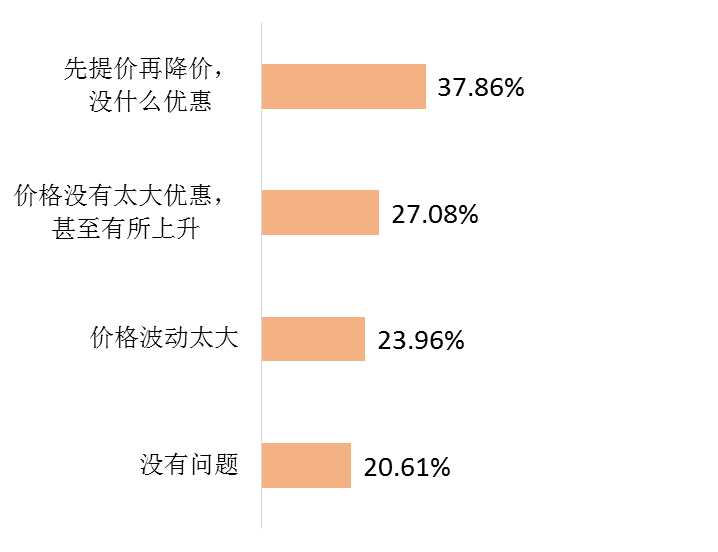 先提价再降价，
没什么优惠
37.86%
价格没有太大优惠，
甚至有所上升
27.08%
价格波动太大
23.96%
没有问题
20.61%